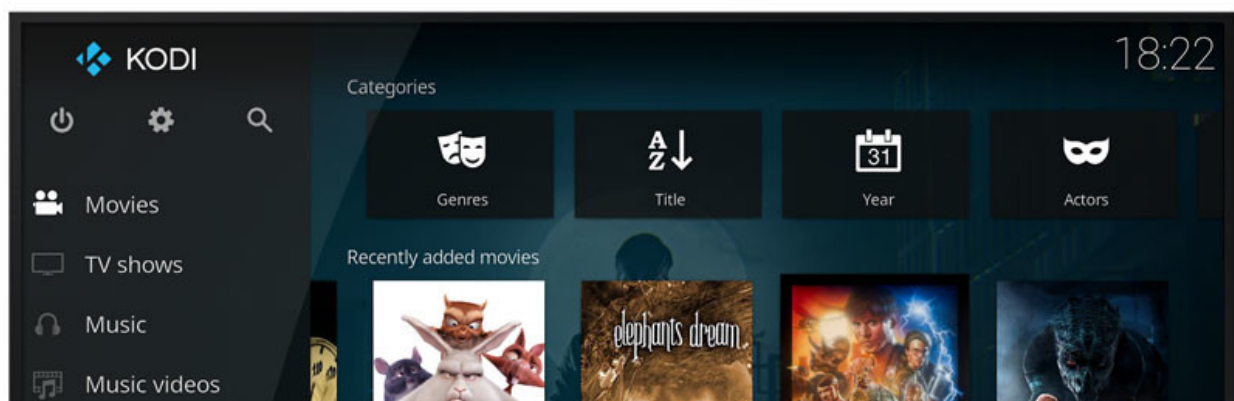 KODI
18:22
Categories
Genres
Title
Year
Actors
Movies
TV shows
Music
Music videos
Recently added movies
elephants dream
A
Z
31